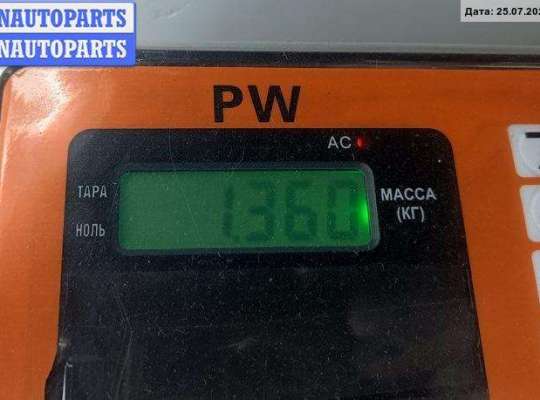 NAUTOPARTS
NAUTOPARTS
Дата: 25.07.20
PW
AC
ТАРА
НОЛЬ
1.360
МАССА
(КГ)